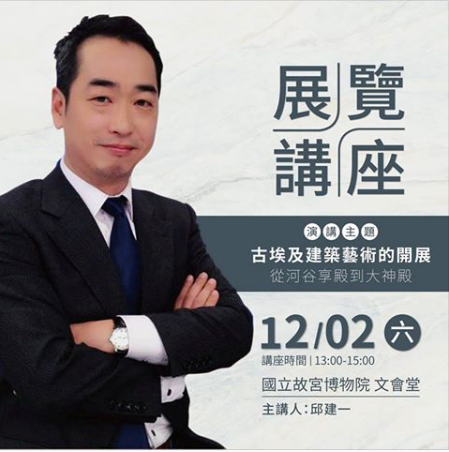 展覽
講座
演講主題
古埃及建築藝術的開展
從河谷享殿到大神殿
12/02 六
講座時間 | 13:00-15:00
國立故宮博物院 文會堂
主講人：邱建一